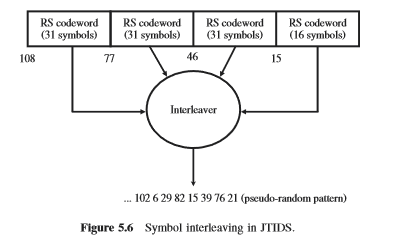 RS codeword RS codeword RS codeword RS codeword
(31 symbols) (31 symbols) (31 symbols) (16 symbols)
108 77 46 15
Interleaver
... 102 6 29 82 15 39 76 21 (pseudo-random pattern)
Figure 5.6 Symbol interleaving in JTIDS.